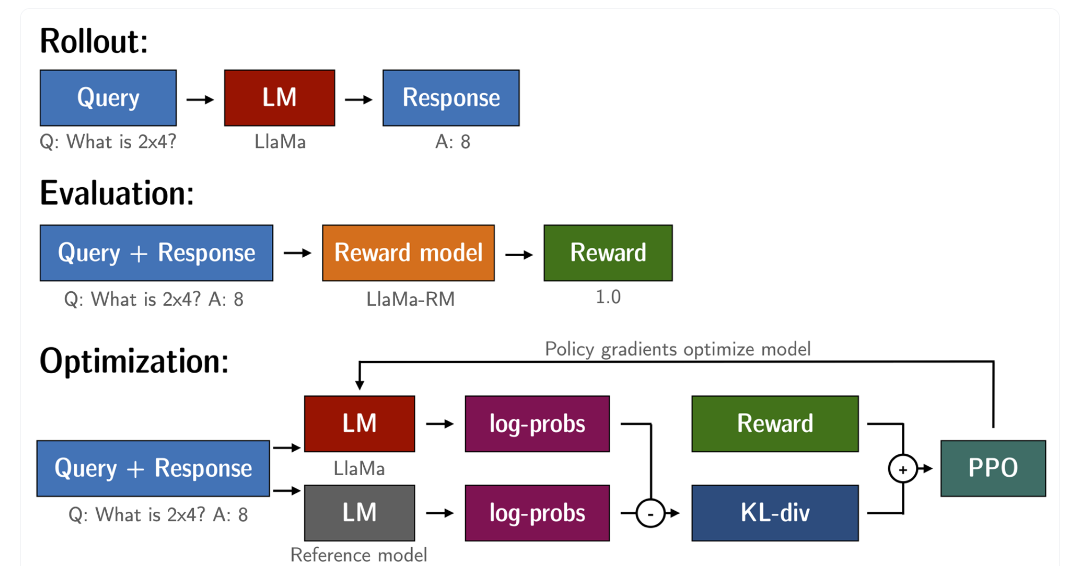 Rollout:
Query
LM
Response
Q: What is 2x4?
LlaMa
A: 8
Evaluation:
Query + Response
Reward model
Reward
Q: What is 2x4? A: 8
LlaMa-RM
1.0
Optimization:
Policy gradients optimize model
LM
log-probs
Reward
Query + Response
LlaMa
+
PPO
Q: What is 2x4? A: 8
LM
log-probs
-
KL-div
Reference model